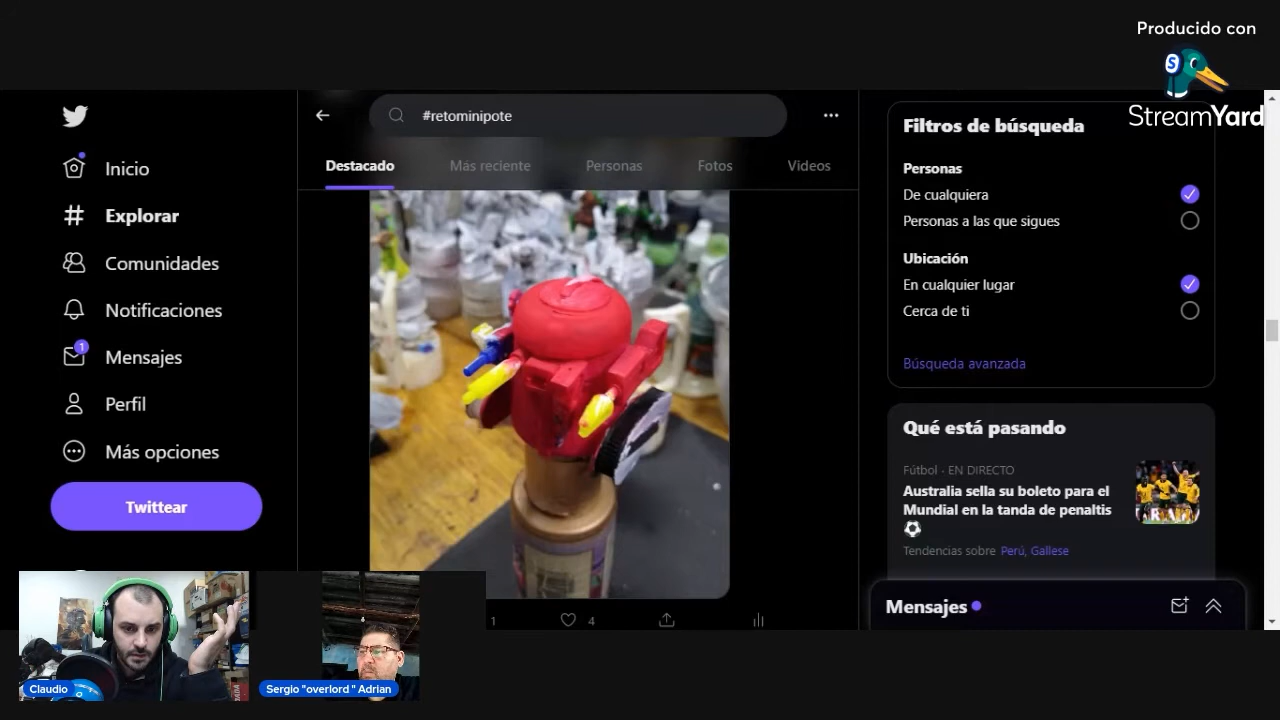 Producido con
StreamYard
#retominipote
Destacado
Más reciente
Personas
Fotos
Videos
Inicio
Explorar
Comunidades
Notificaciones
1
Mensajes
Perfil
Más opciones
Twittear
1
4
Filtros de búsqueda
Personas
De cualquiera
Personas a las que sigues
Ubicación
En cualquier lugar
Cerca de ti
Búsqueda avanzada
Qué está pasando
Fútbol · EN DIRECTO
Australia sella su boleto para el
Mundial en la tanda de penaltis
Tendencias sobre Perú, Gallese
Mensajes
Claudio
Sergio "overlord " Adrian